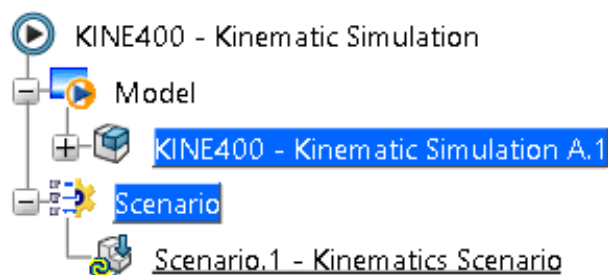 KINE400 - Kinematic Simulation
Model
KINE400 - Kinematic Simulation A.1
Scenario
Scenario.1 - Kinematics Scenario